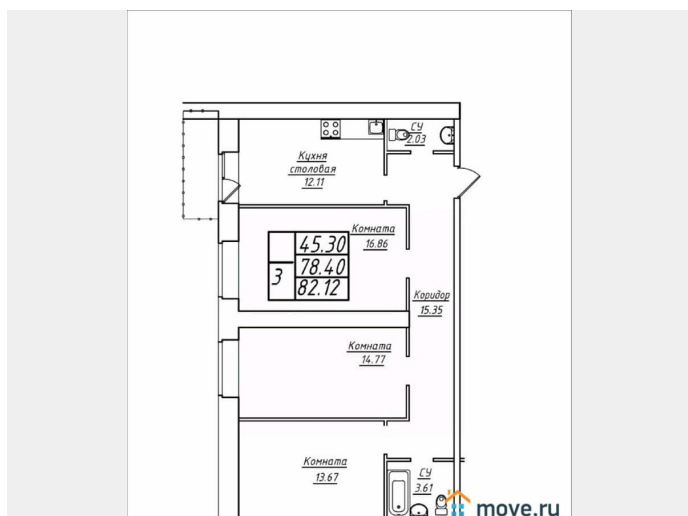 СУ
2.03
Кухня
столовая
12.11
Комната
16.86
45.30
3
78.40
82.12
Коридор
15.35
Комната
14.77
Комната
13.67
СУ
3.61
move.ru